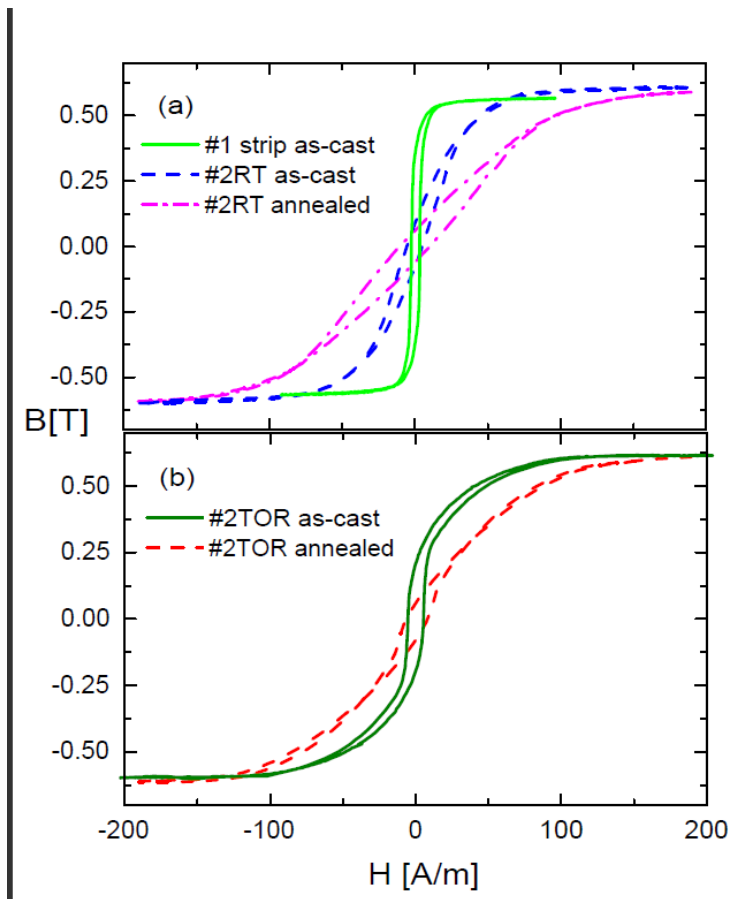 (a)
#1 strip as-cast
#2RT as-cast
#2RT annealed
0.50
0.25
0.00
-0.25
-0.50
B[T]
(b)
#2TOR as-cast
#2TOR annealed
0.50
0.25
0.00
-0.25
-0.50
-200 -100 0 100 200
H [A/m]